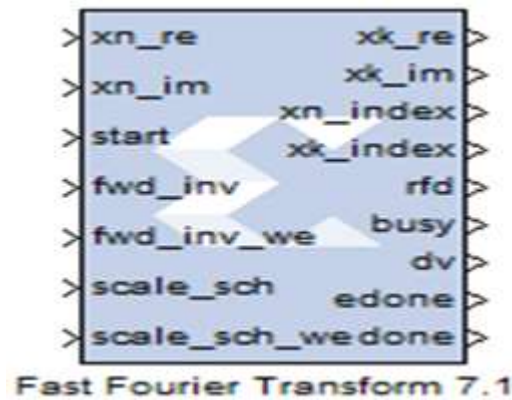 xn_re
xn_im
start
fwd_inv
fwd_inv_we
scale_sch
scale_sch_we
xk_re
xk_im
xn_index
xk_index
rfd
busy
dv
edone
done
Fast Fourier Transform 7.1